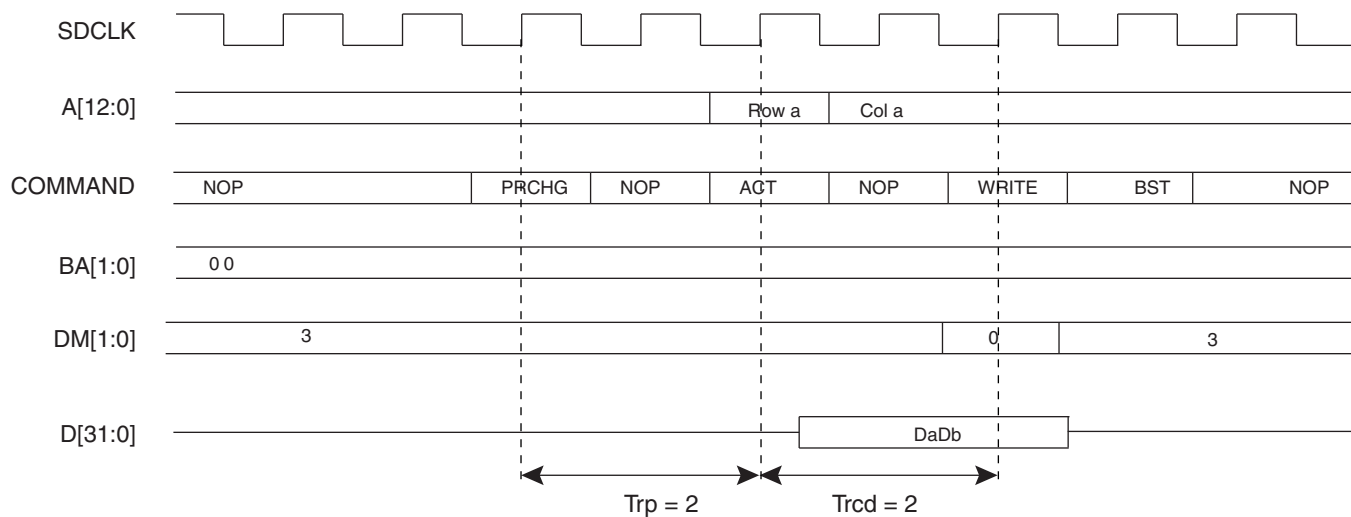 SDCLK
A[12:0] Row a Col a
COMMAND NOP PRCHG NOP ACT NOP WRITE BST NOP
BA[1:0] 0 0
DM[1:0] 3 0 3
D[31:0] DaDb
Trp = 2 Trcd = 2